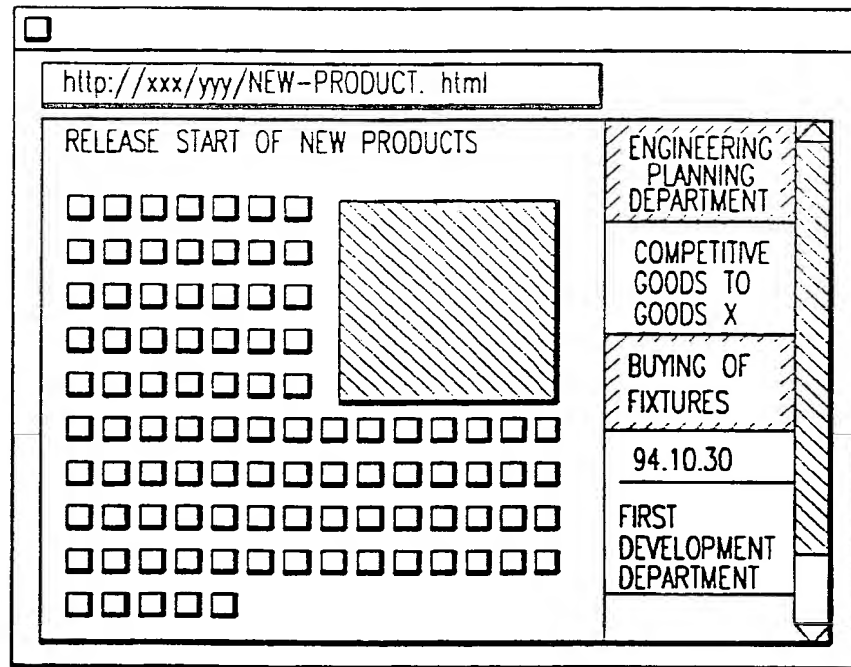 http://xxx/yyy/NEW-PRODUCT. html
RELEASE START OF NEW PRODUCTS
ENGINEERING
PLANNING
DEPARTMENT
COMPETITIVE
GOODS TO
GOODS X
BUYING OF
FIXTURES
94.10.30
FIRST
DEVELOPMENT
DEPARTMENT